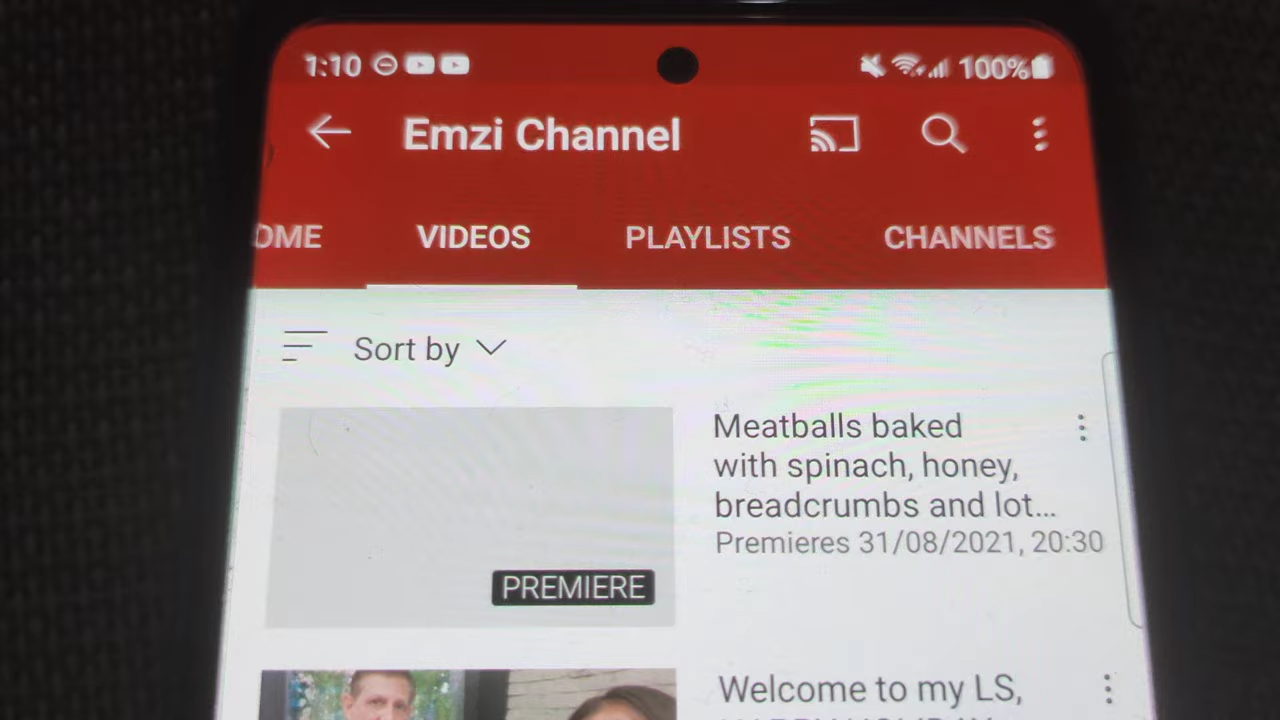 1:10 100%
Emzi Channel
OME VIDEOS PLAYLISTS CHANNELS
Sort by
Meatballs baked
with spinach, honey,
breadcrumbs and lot...
Premieres 31/08/2021, 20:30
PREMIERE
Welcome to my LS,